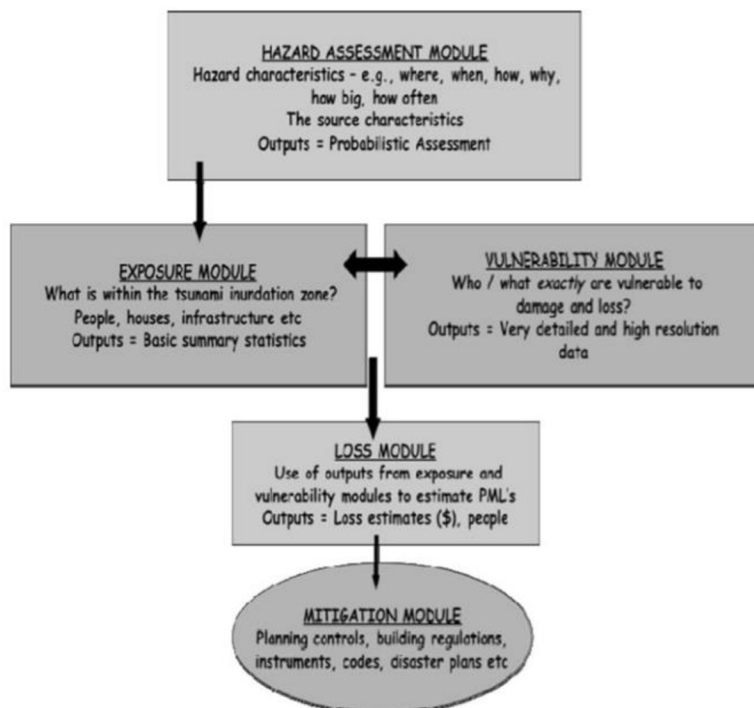 HAZARD ASSESSMENT MODULE
Hazard characteristics – e.g., where, when, how, why,
how big, how often
The source characteristics
Outputs = Probabilistic Assessment
EXPOSURE MODULE
What is within the tsunami inundation zone?
People, houses, infrastructure etc
Outputs = Basic summary statistics
VULNERABILITY MODULE
Who / what exactly are vulnerable to
damage and loss?
Outputs = Very detailed and high resolution
data
LOSS MODULE
Use of outputs from exposure and
vulnerability modules to estimate PML's
Outputs = Loss estimates ($), people
MITIGATION MODULE
Planning controls, building regulations,
instruments, codes, disaster plans etc